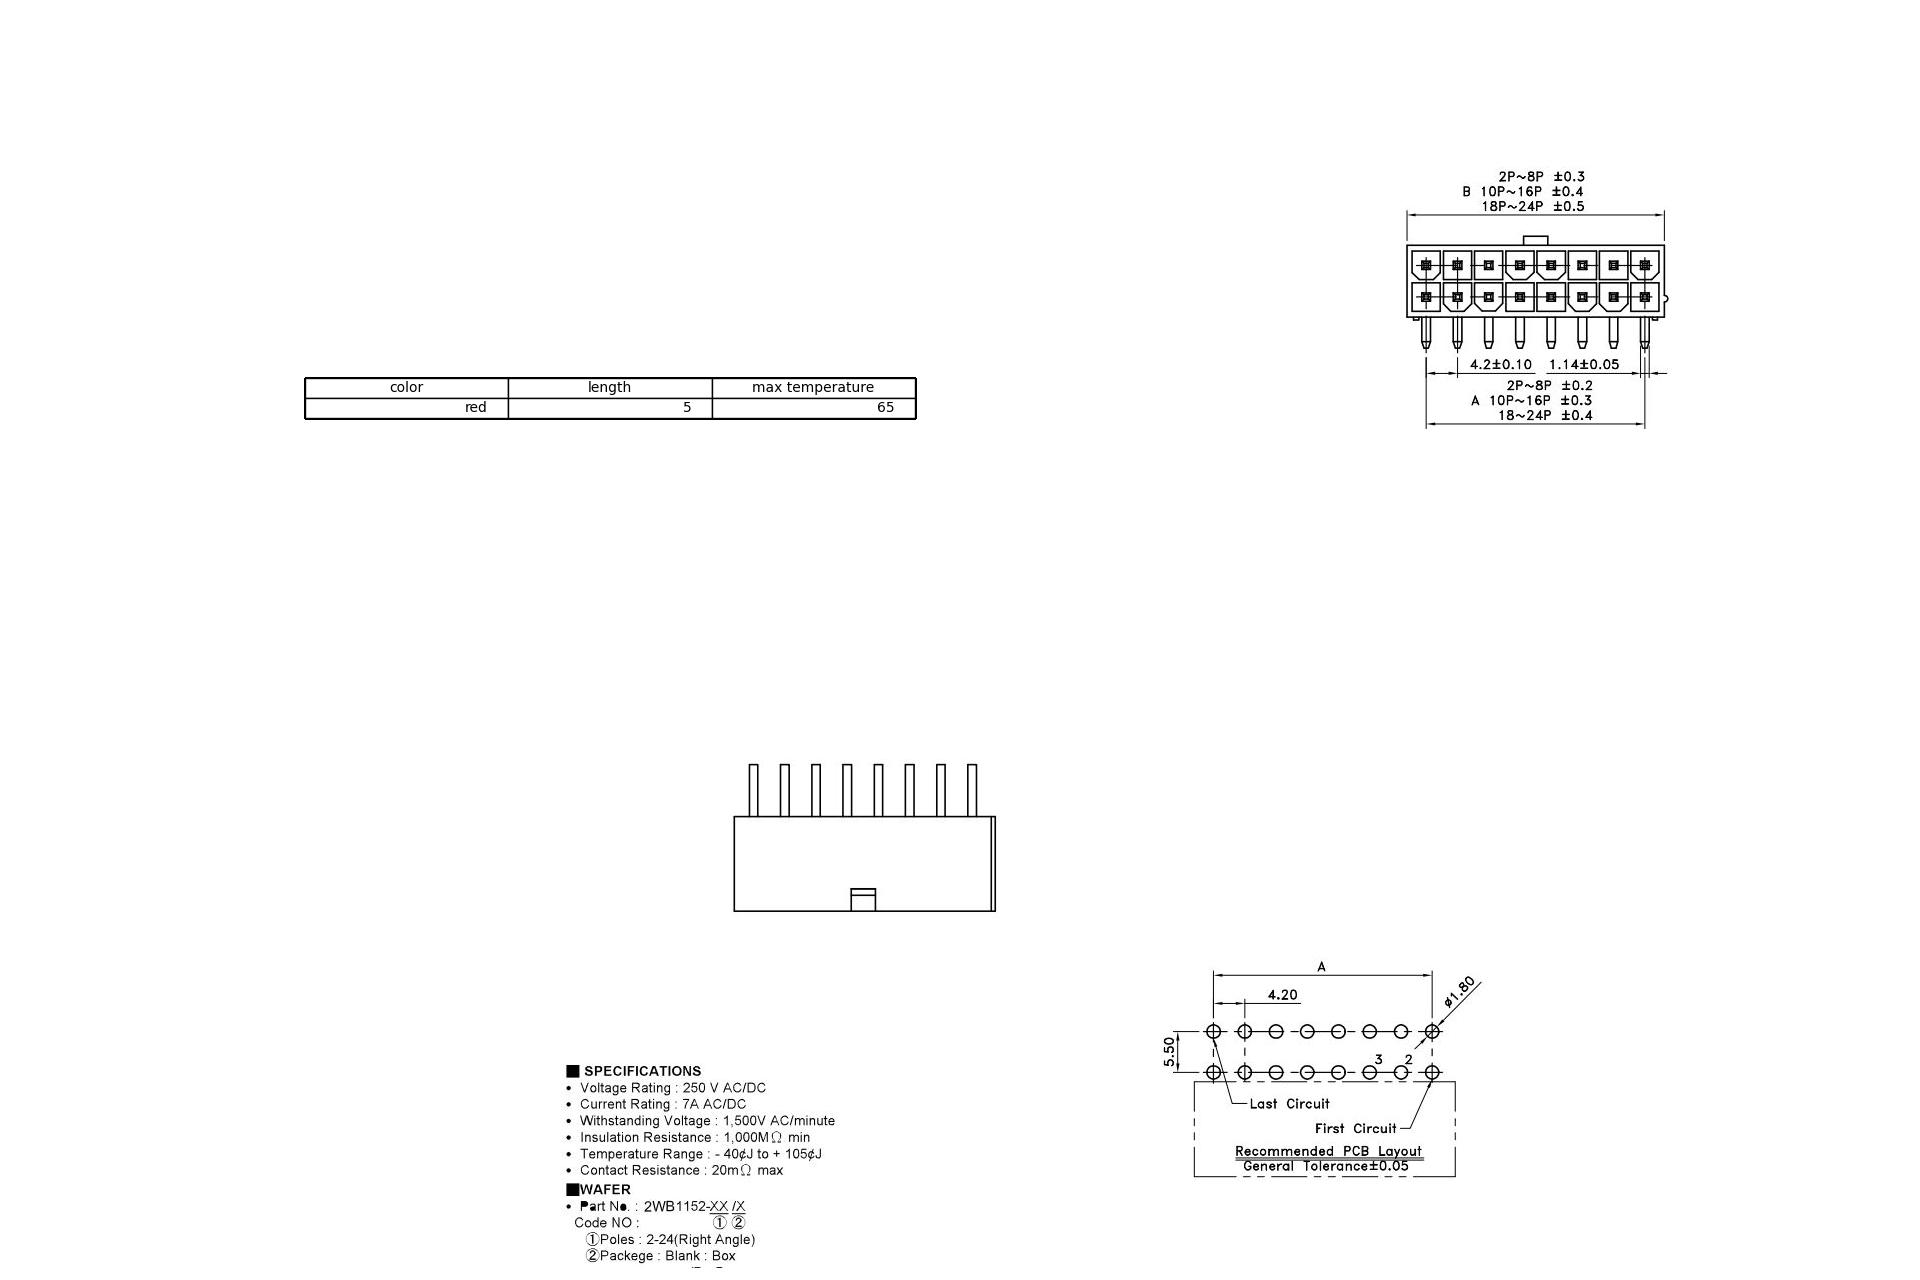 2P~8P ±0.3
B 10P~16P ±0.4
18P~24P ±0.5
4.2±0.10 1.14±0.05
2P~8P ±0.2
A 10P~16P ±0.3
18~24P ±0.4
color length max temperature
red 5 65
A
4.20
ø1.80
5.50
3 2
Last Circuit
First Circuit
Recommended PCB Layout
General Tolerance±0.05
■ SPECIFICATIONS
• Voltage Rating : 250 V AC/DC
• Current Rating : 7A AC/DC
• Withstanding Voltage : 1,500V AC/minute
• Insulation Resistance : 1,000MΩ min
• Temperature Range : - 40¢J to + 105¢J
• Contact Resistance : 20mΩ max
■WAFER
• Part No. : 2WB1152-XX /X
Code NO : ① ②
①Poles : 2-24(Right Angle)
②Packege : Blank : Box